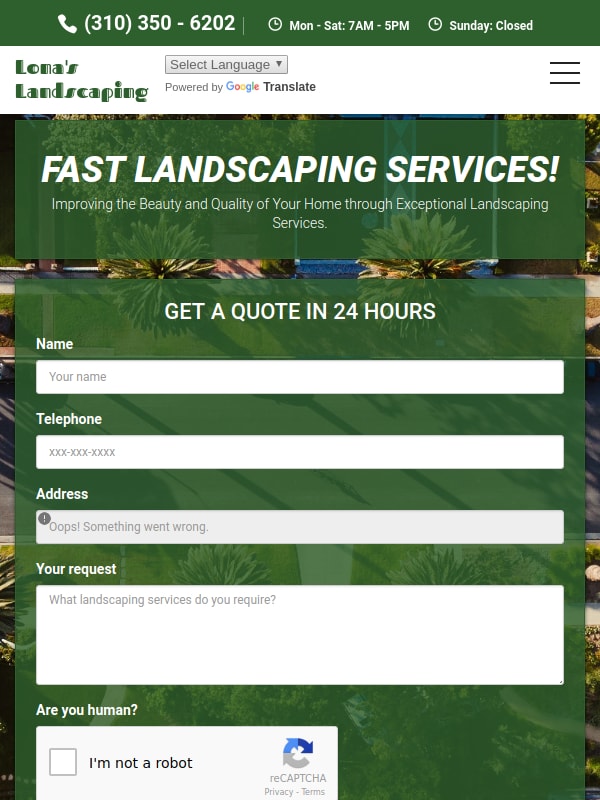 (310) 350 - 6202
Mon - Sat: 7AM - 5PM
Sunday: Closed
Loma's
Landscaping
Select Language ▼
Powered by Google Translate
FAST LANDSCAPING SERVICES!
Improving the Beauty and Quality of Your Home through Exceptional Landscaping
Services.
GET A QUOTE IN 24 HOURS
Name
Your name
Telephone
xxx-xxx-xxxx
Address
Oops! Something went wrong.
Your request
What landscaping services do you require?
Are you human?
I'm not a robot
reCAPTCHA
Privacy - Terms